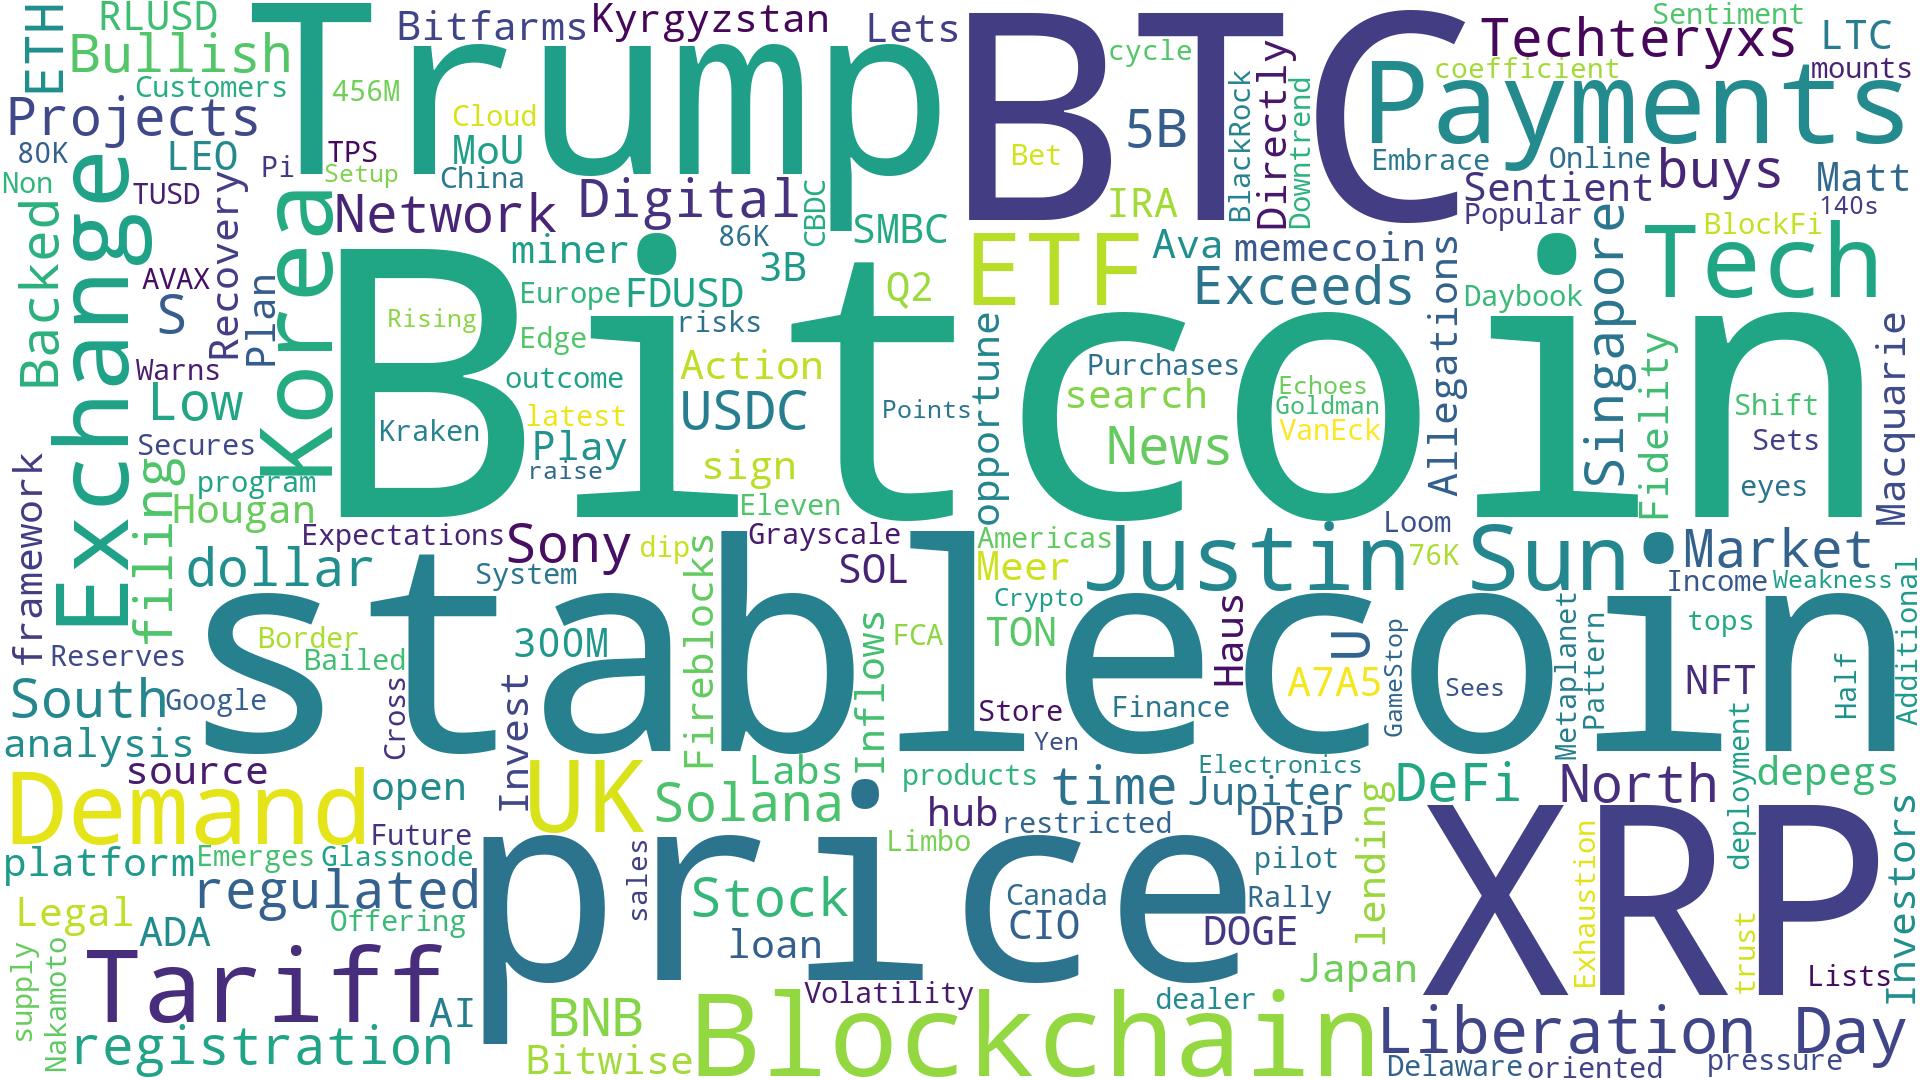 RLUSD
Bitfarms
Kyrgyzstan
Lets
Sentiment
LTC
Techteryxs
Bullish
ETH
Trump
BTC
cycle
Customers
456M
Cloud
coefficient
mounts
Projects
MoU
5B
BlackRock
Directly
Downtrend
Payments
80K
LEO
Pi
TPS
Setup
China
Bet
Embrace
Online
buys
Matt
Non
TUSD
Network
Digital
CBDC
IRA
Sentient
Popular
140s
Backed
Exchange
Recovery
Korea
86K
SMBC
BlockFi
miner
ETF
Ava
memecoin
Tech
AVAX
Plan
3B
Q2
Exceeds
Allegations
Singapore
S
Europe
FDUSD
Daybook
Bitcoin
Rising
risks
Edge
opportune
Fidelity
Macquarie
Warns
Action
Purchases
outcome
search
Echoes
Low
Kraken
latest
USDC
Points
Goldman
Shift
VanEck
Secures
Play
News
Sets
raise
sign
filing
program
eyes
Hougan
Eleven
framework
Expectations
Sony
dip
Grayscale
Americas
Loom
Justin Sun
Market
dollar
System
Fireblocks
SOL
Meer
76K
Income
Weakness
stablecoin
Crypto
Additional
Border
300M
FCA
TON
Haus
U
GameStop
Metaplanet
Pattern
tops
Reserves
Bailed
Inflows
A7A5
Sees
NFT
Half
South
Google
Cross
Invest
Store
Finance
analysis
Yen
deployment
source
open
UK
Labs
products
time
Electronics
DeFi
North
depegs
Demand
Solana
Jupiter
lending
hub
restricted
DRiP
XRP
Future
Limbo
platform
Emerges
Glassnode
price
pilot
Exhaustion
Investors
regulated
sales
Stock
Canada
Rally
Legal
Offering
CIO
ADA
loan
DOGE
trust
supply
Nakamoto
Tariff
Japan
Lists
Volatility
dealer
AI
BNB
Blockchain
Liberation Day
registration
Bitwise
Delaware
oriented
pressure